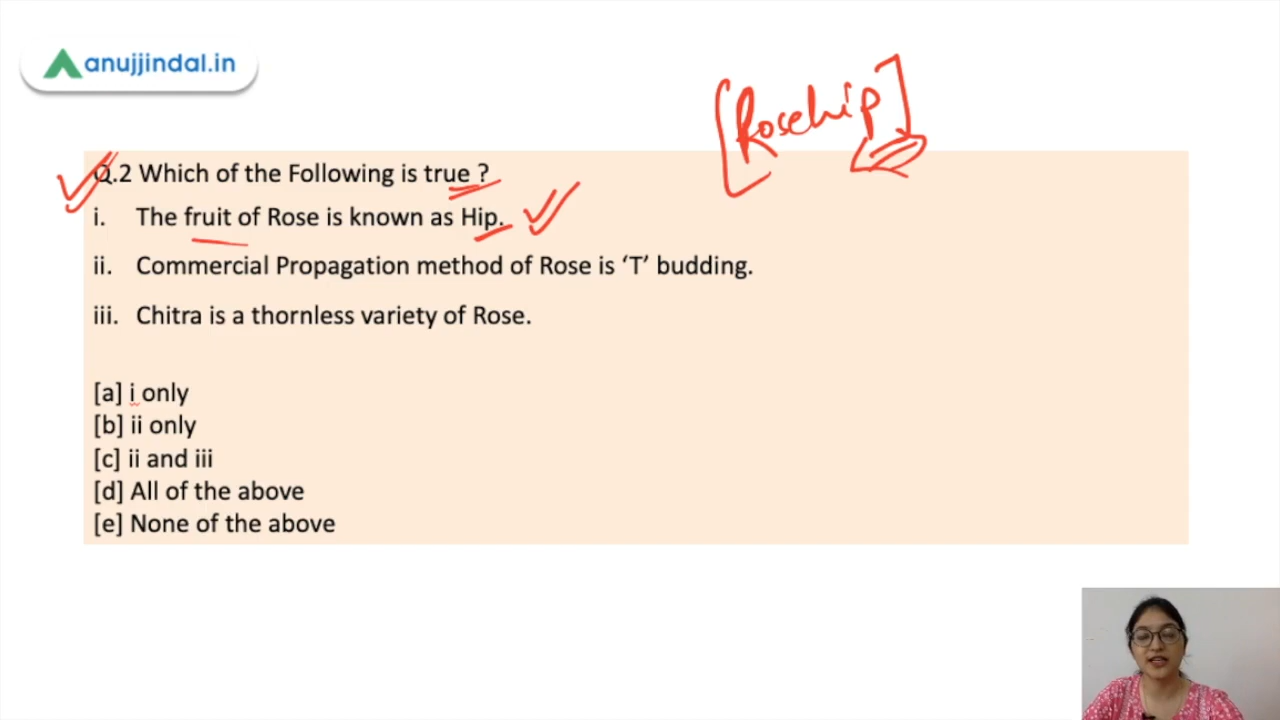 anujjindal.in
[Rosehip]
Q.2 Which of the Following is true ?
i. The fruit of Rose is known as Hip.
ii. Commercial Propagation method of Rose is ‘T’ budding.
iii. Chitra is a thornless variety of Rose.
[a] i only
[b] ii only
[c] ii and iii
[d] All of the above
[e] None of the above